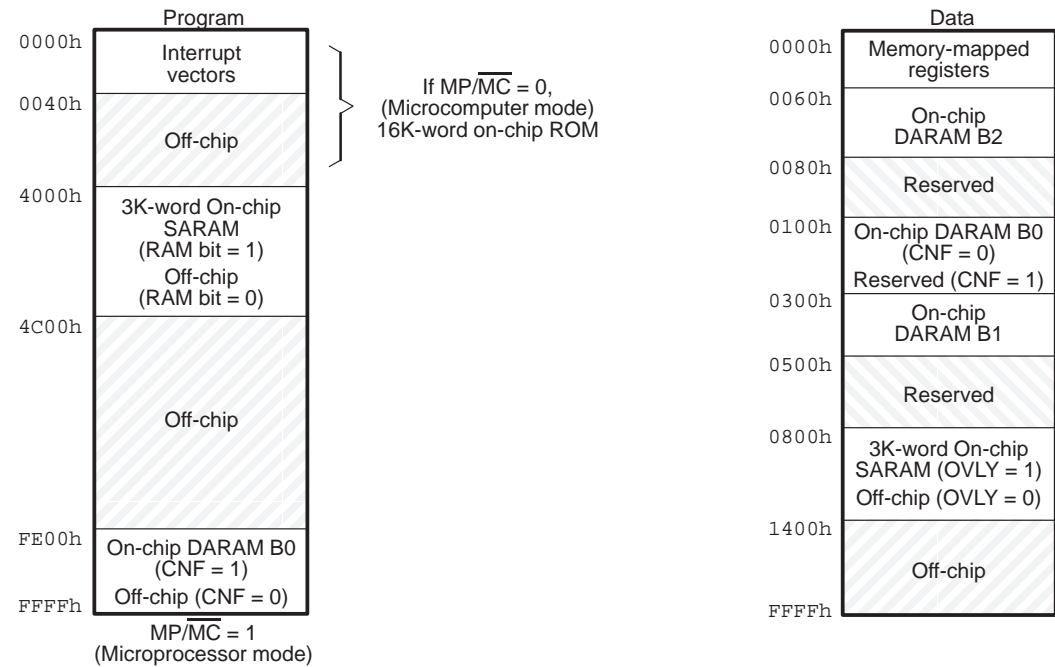 Program
0000h
Interrupt
vectors
0040h
Off-chip
If MP/M̅C̅ = 0,
(Microcomputer mode)
16K-word on-chip ROM
4000h
3K-word On-chip
SARAM
(RAM bit = 1)
Off-chip
(RAM bit = 0)
4C00h
Off-chip
FE00h
On-chip DARAM B0
(CNF = 1)
Off-chip (CNF = 0)
FFFFh
MP/M̅C̅ = 1
(Microprocessor mode)
Data
0000h
Memory-mapped
registers
0060h
On-chip
DARAM B2
0080h
Reserved
0100h
On-chip DARAM B0
(CNF = 0)
Reserved (CNF = 1)
0300h
On-chip
DARAM B1
0500h
Reserved
0800h
3K-word On-chip
SARAM (OVLY = 1)
Off-chip (OVLY = 0)
1400h
Off-chip
FFFFh